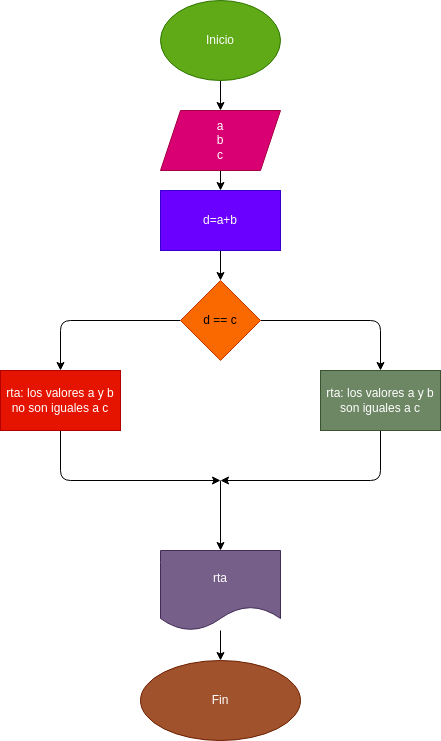 Inicio
a
b
c
d=a+b
d == c
rta: los valores a y b
no son iguales a c
rta: los valores a y b
son iguales a c
rta
Fin